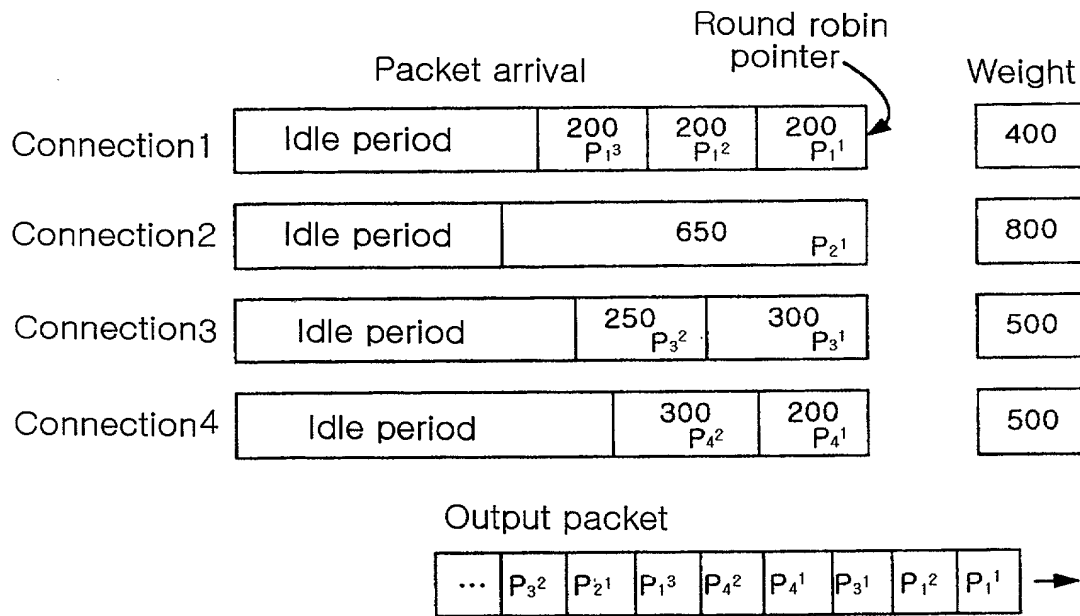 Round robin
pointer
Packet arrival
Weight
Connection1
Idle period
200
P₁³
200
P₁²
200
P₁¹
400
Connection2
Idle period
650
P₂¹
800
Connection3
Idle period
250
P₃²
300
P₃¹
500
Connection4
Idle period
300
P₄²
200
P₄¹
500
Output packet
... P₃² P₂¹ P₁³ P₄² P₄¹ P₃¹ P₁² P₁¹